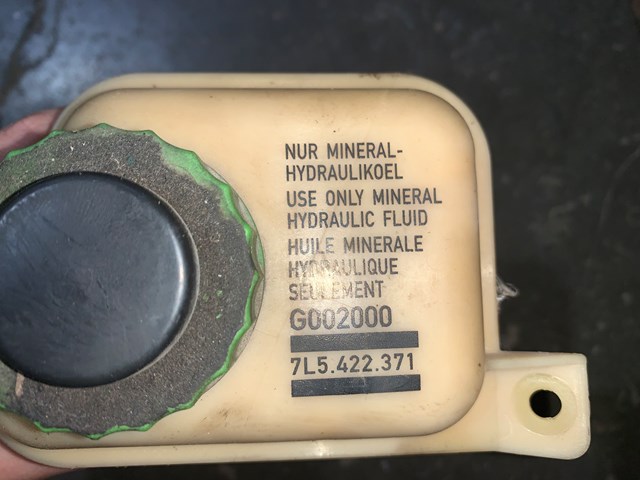 NUR MINERAL-
HYDRAULIKOEL
USE ONLY MINERAL
HYDRAULIC FLUID
HUILE MINERALE
HYDRAULIQUE
SEULEMENT
G002000
7L5.422.371